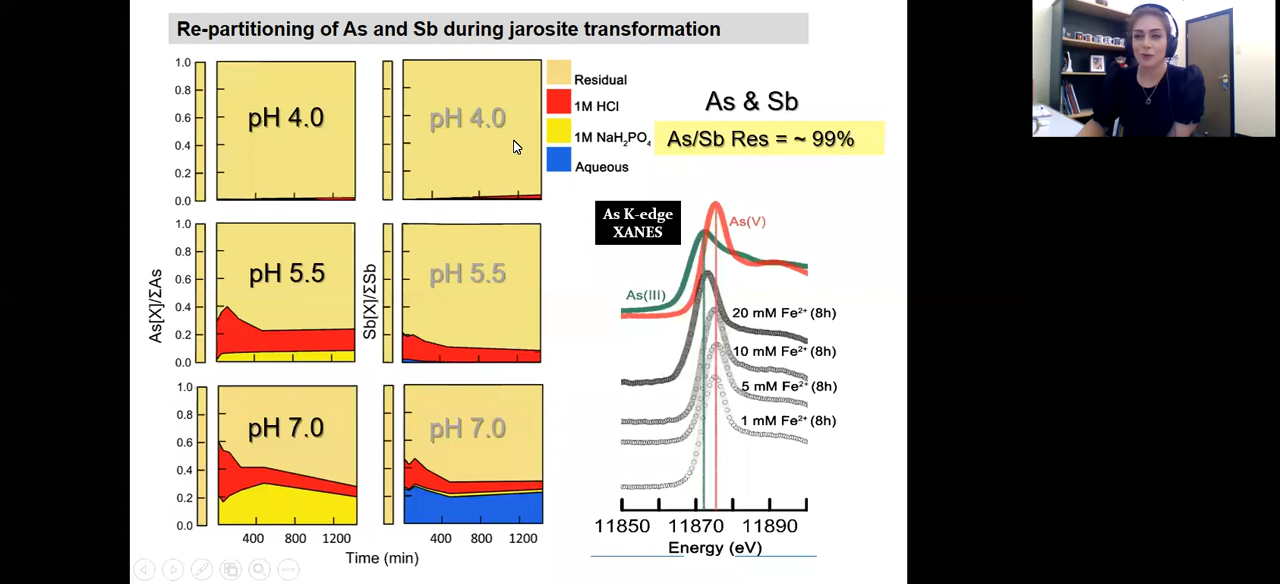 Re-partitioning of As and Sb during jarosite transformation
1.0
0.8
0.6
0.4
0.2
0.0
pH 4.0
pH 4.0
Residual
1M HCl
1M NaH₂PO₄
Aqueous
As & Sb
As/Sb Res = ~ 99%
As[X]/ΣAs
1.0
0.8
0.6
0.4
0.2
0.0
pH 5.5
Sb[X]/ΣSb
pH 5.5
1.0
0.8
0.6
0.4
0.2
0.0
pH 7.0
pH 7.0
400 800 1200
400 800 1200
Time (min)
As K-edge
XANES
As(V)
As(III)
20 mM Fe²⁺ (8h)
10 mM Fe²⁺ (8h)
5 mM Fe²⁺ (8h)
1 mM Fe²⁺ (8h)
11850 11870 11890
Energy (eV)